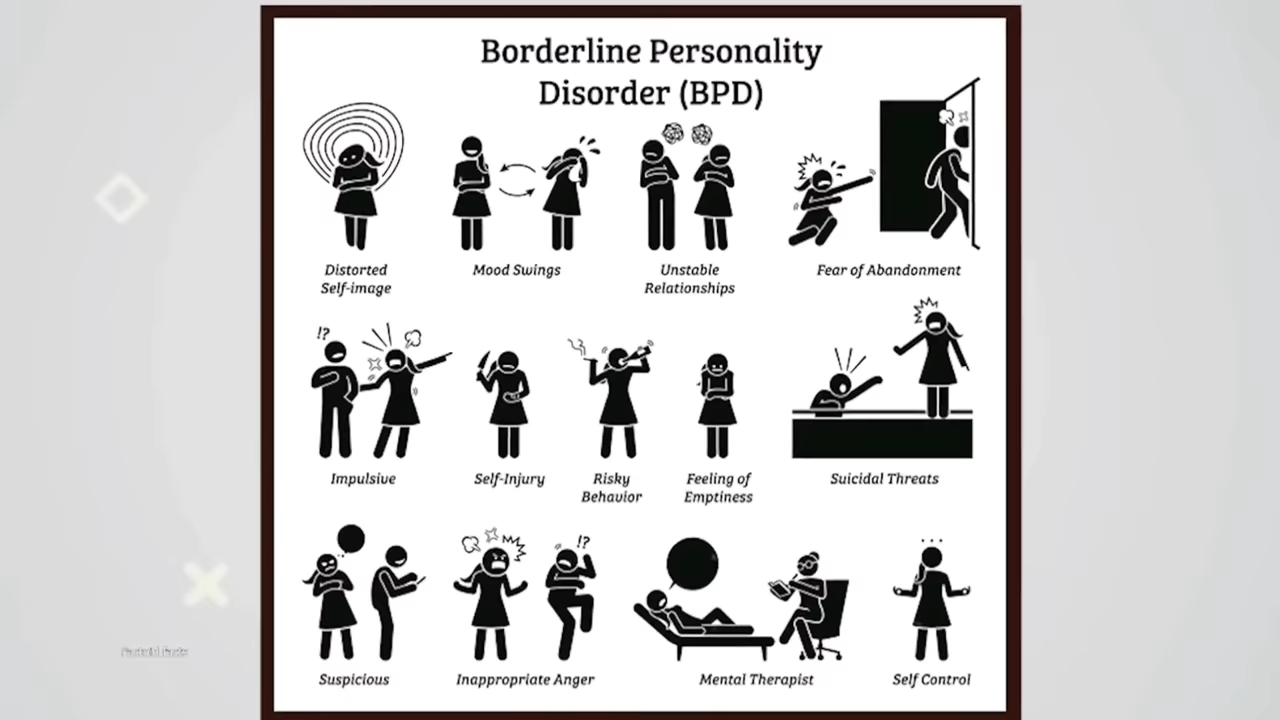 Borderline Personality
Disorder (BPD)
Distorted
Self-image
Mood Swings
Unstable
Relationships
Fear of Abandonment
!?
Impulsive
Self-Injury
Risky
Behavior
Feeling of
Emptiness
Suicidal Threats
!?
Suspicious
Inappropriate Anger
Mental Therapist
Self Control